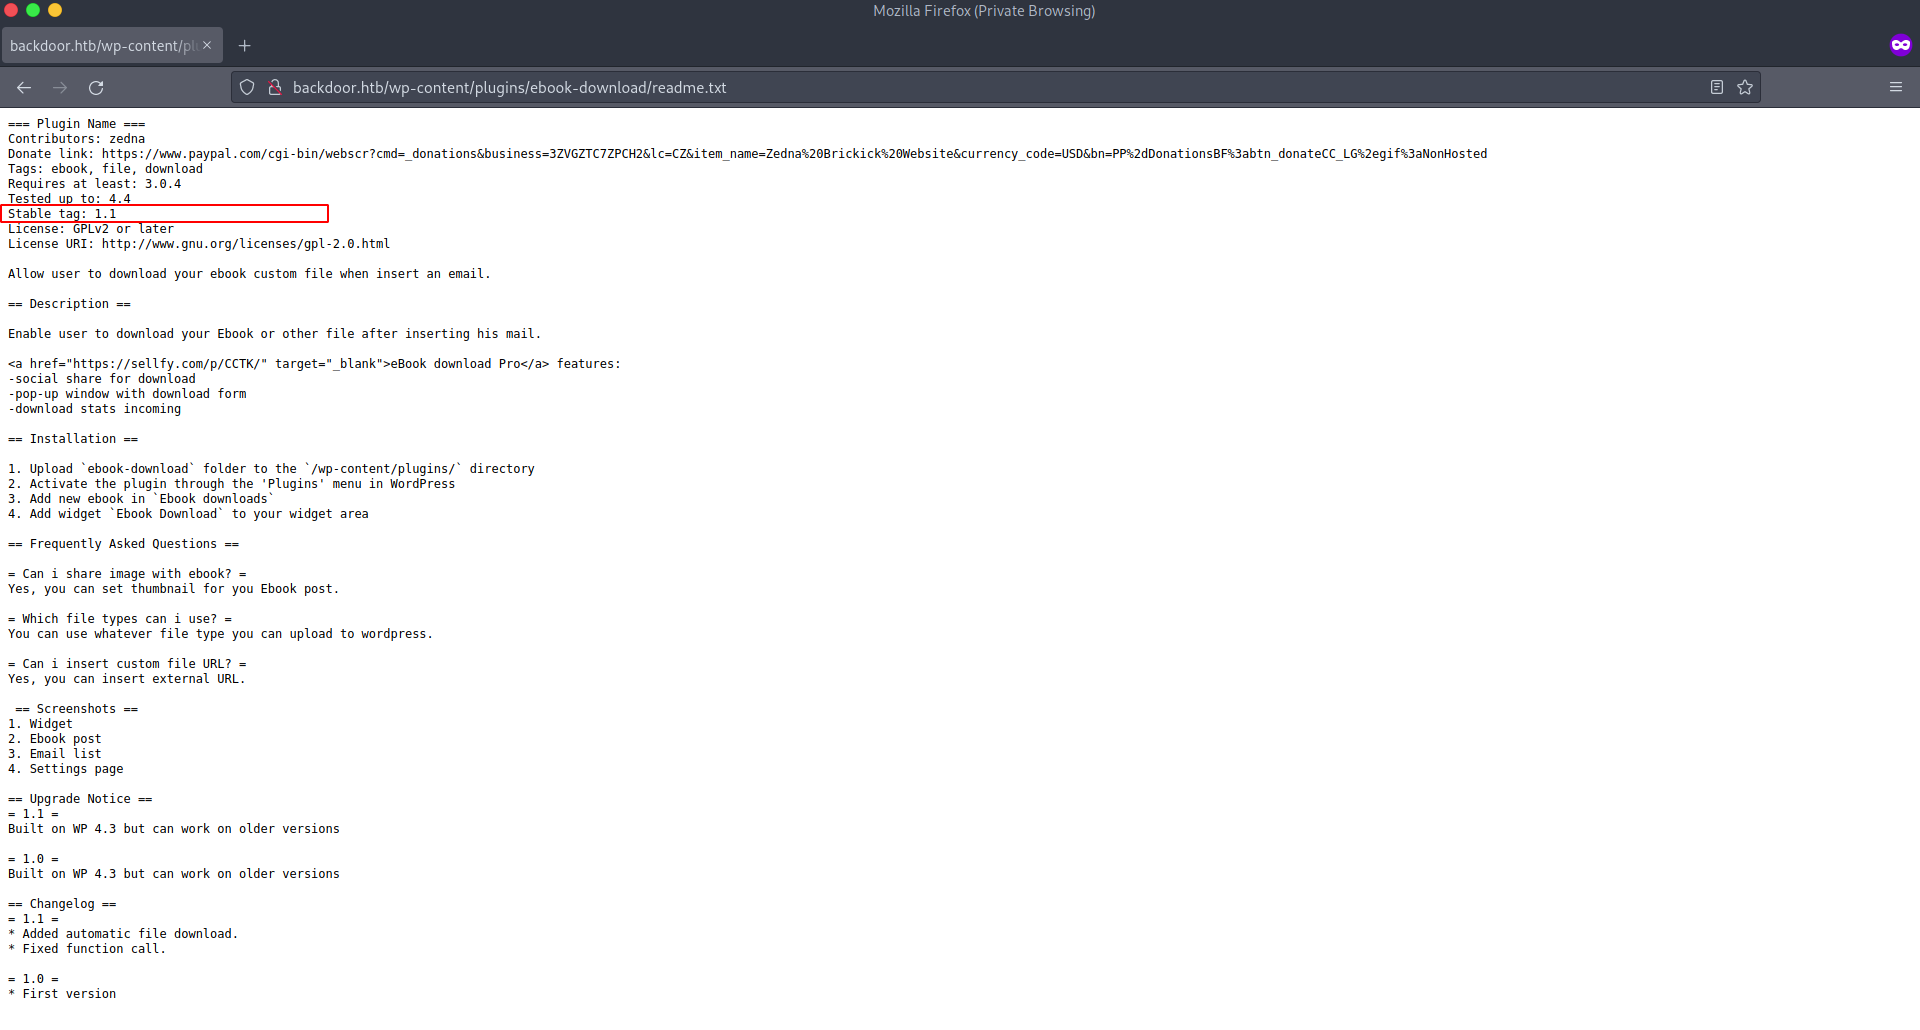 Mozilla Firefox (Private Browsing)
backdoor.htb/wp-content/pl
backdoor.htb/wp-content/plugins/ebook-download/readme.txt
=== Plugin Name ===
Contributors: zedna
Donate link: https://www.paypal.com/cgi-bin/webscr?cmd=_donations&business=3ZVGZTC7ZPCH2&lc=CZ&item_name=Zedna%20Brickick%20Website&currency_code=USD&bn=PP%2dDonationsBF%3abtn_donateCC_LG%2egif%3aNonHosted
Tags: ebook, file, download
Requires at least: 3.0.4
Tested up to: 4.4
Stable tag: 1.1
License: GPLv2 or later
License URI: http://www.gnu.org/licenses/gpl-2.0.html
Allow user to download your ebook custom file when insert an email.
== Description ==
Enable user to download your Ebook or other file after inserting his mail.
<a href="https://sellfy.com/p/CCTK/" target="_blank">eBook download Pro</a> features:
-social share for download
-pop-up window with download form
-download stats incoming
== Installation ==
1. Upload `ebook-download` folder to the `/wp-content/plugins/` directory
2. Activate the plugin through the 'Plugins' menu in WordPress
3. Add new ebook in `Ebook downloads`
4. Add widget `Ebook Download` to your widget area
== Frequently Asked Questions ==
= Can i share image with ebook? =
Yes, you can set thumbnail for you Ebook post.
= Which file types can i use? =
You can use whatever file type you can upload to wordpress.
= Can i insert custom file URL? =
Yes, you can insert external URL.
== Screenshots ==
1. Widget
2. Ebook post
3. Email list
4. Settings page
== Upgrade Notice ==
= 1.1 =
Built on WP 4.3 but can work on older versions
= 1.0 =
Built on WP 4.3 but can work on older versions
== Changelog ==
= 1.1 =
* Added automatic file download.
* Fixed function call.
= 1.0 =
* First version